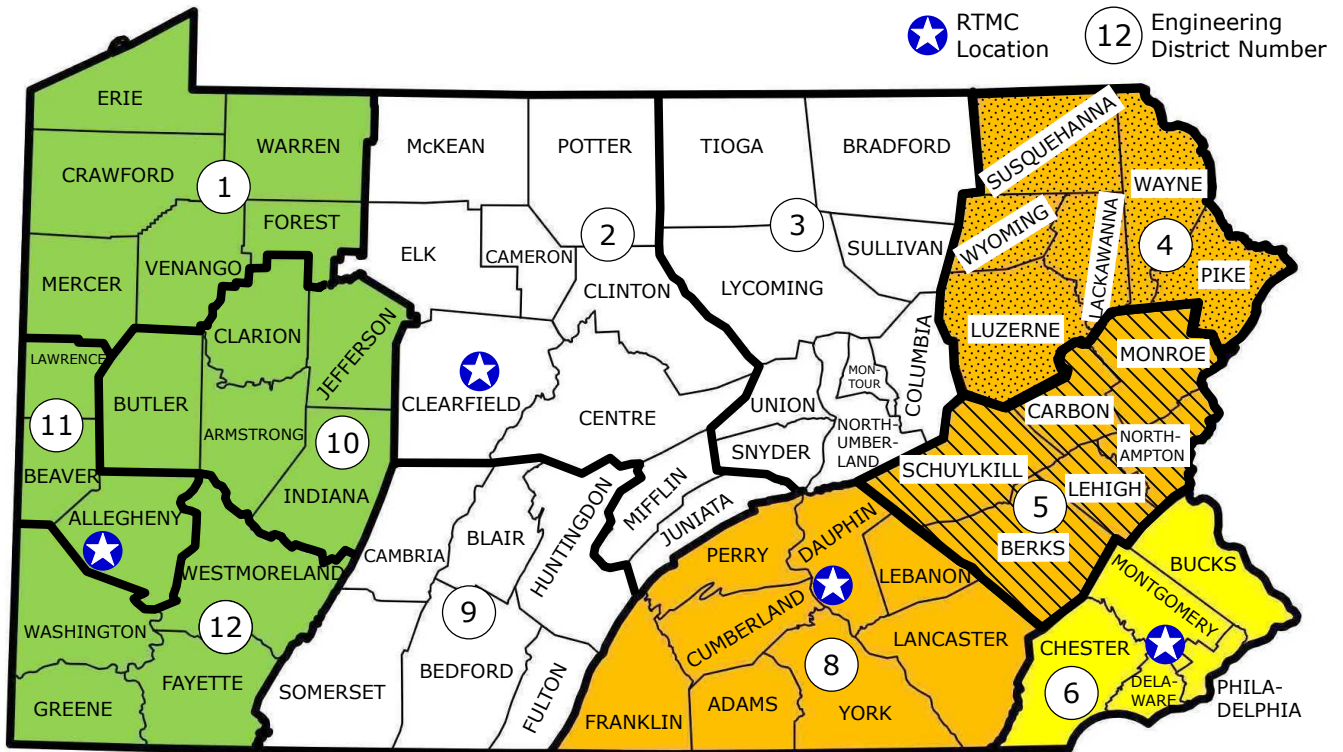 RTMC
Location
12
Engineering
District Number
ERIE
WARREN
CRAWFORD
1
FOREST
MERCER
VENANGO
McKEAN
POTTER
ELK
CAMERON
2
CLINTON
TIOGA
BRADFORD
3
SULLIVAN
LYCOMING
SUSQUEHANNA
WAYNE
WYOMING
LACKAWANNA
4
PIKE
LUZERNE
CLARION
JEFFERSON
LAWRENCE
BUTLER
11
ARMSTRONG
10
BEAVER
INDIANA
CLEARFIELD
CENTRE
UNION
MON-
TOUR
COLUMBIA
SNYDER
NORTH-
UMBER-
LAND
MONROE
CARBON
NORTH-
AMPTON
SCHUYLKILL
LEHIGH
5
BERKS
ALLEGHENY
WESTMORELAND
WASHINGTON
12
FAYETTE
GREENE
CAMBRIA
BLAIR
HUNTINGDON
MIFFLIN
JUNIATA
9
SOMERSET
BEDFORD
FULTON
PERRY
DAUPHIN
LEBANON
CUMBERLAND
LANCASTER
8
FRANKLIN
ADAMS
YORK
BUCKS
MONTGOMERY
CHESTER
6
DELA-
WARE
PHILA-
DELPHIA